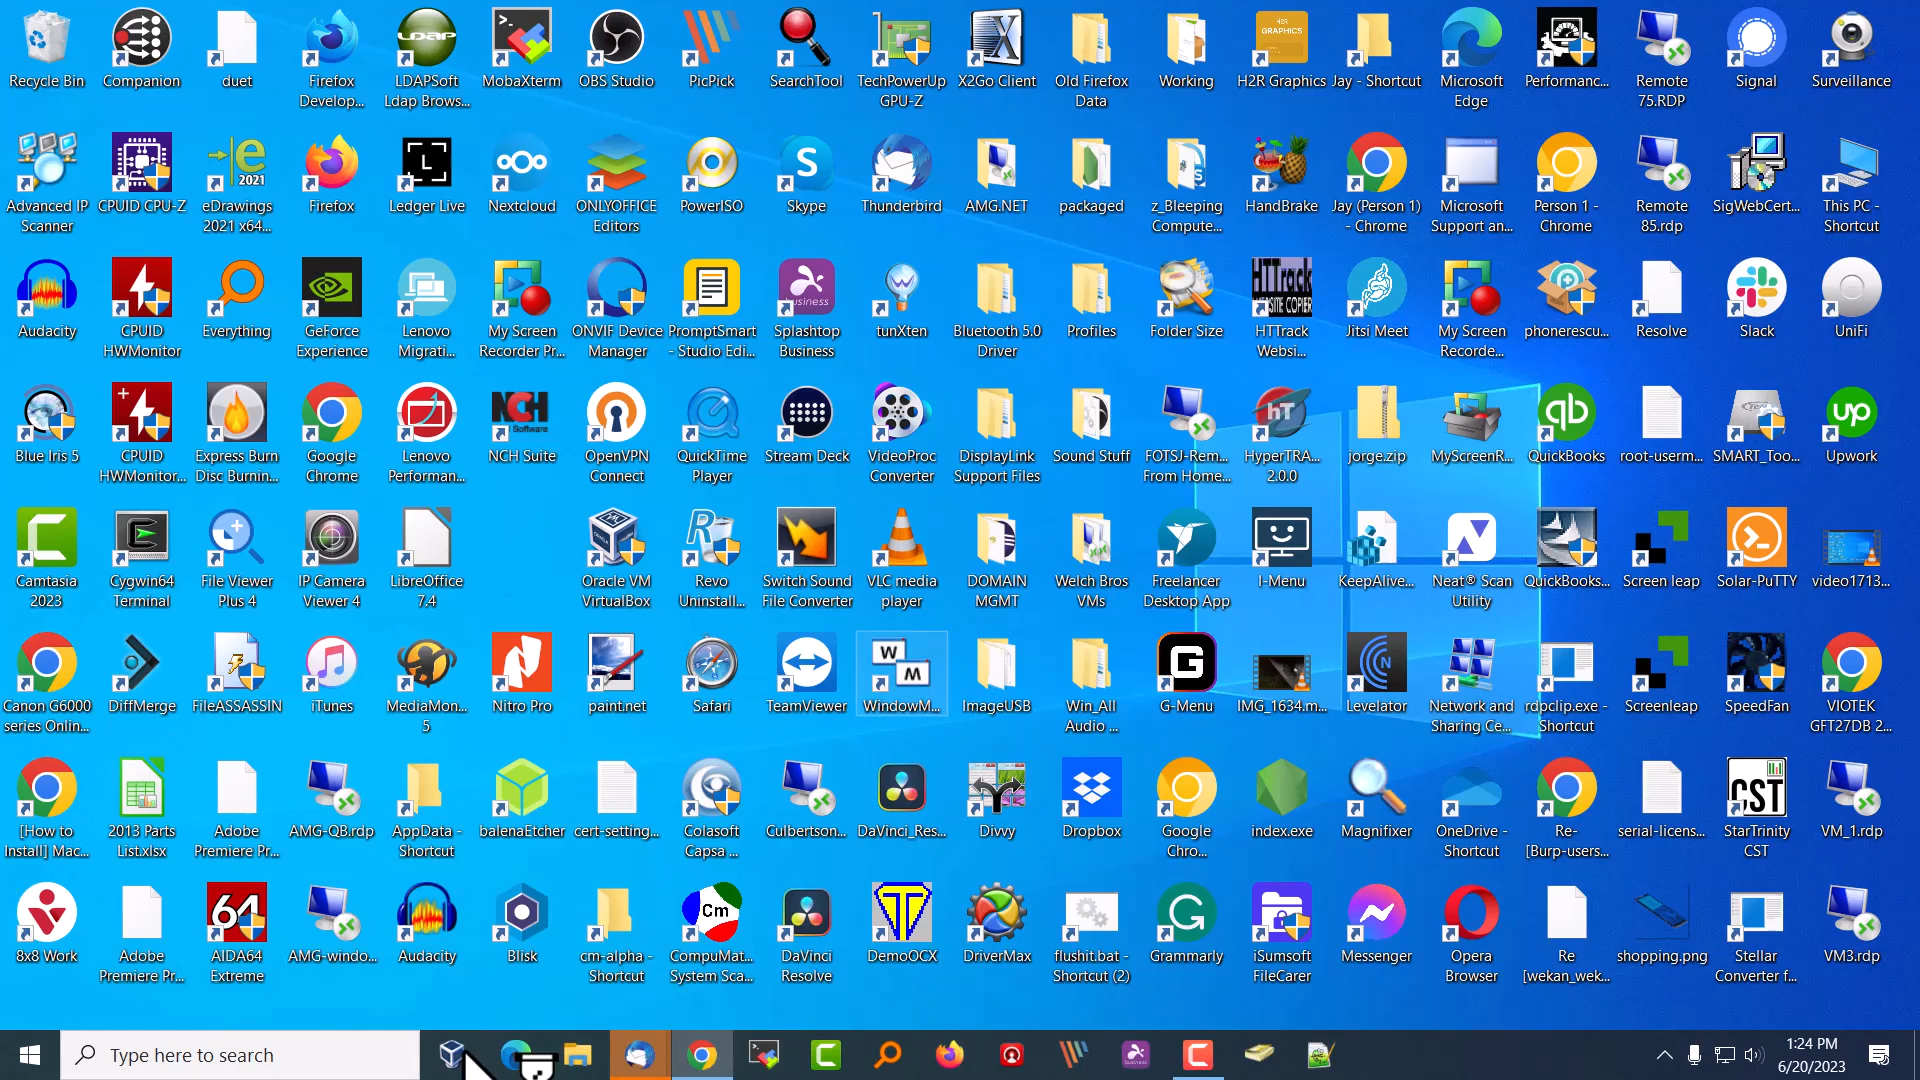 Recycle Bin
Companion
duet
Firefox
Develop...
LDAPSoft
Ldap Brows...
MobaXterm
OBS Studio
PicPick
SearchTool
TechPowerUp
GPU-Z
X2Go Client
Old Firefox
Data
Working
H2R Graphics
Jay - Shortcut
Microsoft
Edge
Performanc...
Remote
75.RDP
Signal
Surveillance
Advanced IP
Scanner
CPUID CPU-Z
eDrawings
2021 x64...
Firefox
Ledger Live
Nextcloud
ONLYOFFICE
Editors
PowerISO
Skype
Thunderbird
AMG.NET
packaged
z_Bleeping
Compute...
HandBrake
Jay (Person 1)
- Chrome
Microsoft
Support an...
Person 1 -
Chrome
Remote
85.rdp
SigWebCert...
This PC -
Shortcut
Audacity
CPUID
HWMonitor
Everything
GeForce
Experience
Lenovo
Migrati...
My Screen
Recorder Pr...
ONVIF Device
Manager
PromptSmart
- Studio Edi...
Splashtop
Business
tunXten
Bluetooth 5.0
Driver
Profiles
Folder Size
HTTrack
Websi...
Jitsi Meet
My Screen
Recorde...
phonerescu...
Resolve
Slack
UniFi
Blue Iris 5
CPUID
HWMonitor...
Express Burn
Disc Burnin...
Google
Chrome
Lenovo
Performan...
NCH Suite
OpenVPN
Connect
QuickTime
Player
Stream Deck
VideoProc
Converter
DisplayLink
Support Files
Sound Stuff
FOTSJ-Rem...
From Home...
HyperTRA...
2.0.0
jorge.zip
MyScreenR...
QuickBooks
root-userm...
SMART_Too...
Upwork
Camtasia
2023
Cygwin64
Terminal
File Viewer
Plus 4
IP Camera
Viewer 4
LibreOffice
7.4
Oracle VM
VirtualBox
Revo
Uninstall...
Switch Sound
File Converter
VLC media
player
DOMAIN
MGMT
Welch Bros
VMs
Freelancer
Desktop App
I-Menu
KeepAlive...
Neat® Scan
Utility
QuickBooks...
Screen leap
Solar-PuTTY
video1713...
Canon G6000
series Onlin...
DiffMerge
FileASSASSIN
iTunes
MediaMon...
5
Nitro Pro
paint.net
Safari
TeamViewer
WindowM...
ImageUSB
Win_All
Audio ...
G-Menu
IMG_1634.m...
Levelator
Network and
Sharing Ce...
rdpclip.exe -
Shortcut
Screenleap
SpeedFan
VIOTEK
GFT27DB 2...
[How to
Install] Mac...
2013 Parts
List.xlsx
Adobe
Premiere Pr...
AMG-QB.rdp
AppData -
Shortcut
balenaEtcher
cert-setting...
Colasoft
Capsa ...
Culbertson...
DaVinci_Res...
Divvy
Dropbox
Google
Chro...
index.exe
Magnifixer
OneDrive -
Shortcut
Re-
[Burp-users...
serial-licens...
StarTrinity
CST
VM_1.rdp
8x8 Work
Adobe
Premiere Pr...
AIDA64
Extreme
AMG-windo...
Audacity
Blisk
cm-alpha -
Shortcut
CompuMat...
System Sca...
DaVinci
Resolve
DemoOCX
DriverMax
flushit.bat -
Shortcut (2)
Grammarly
iSumsoft
FileCarer
Messenger
Opera
Browser
Re
[wekan_wek...
shopping.png
Stellar
Converter f...
VM3.rdp
Type here to search
1:24 PM
6/20/2023